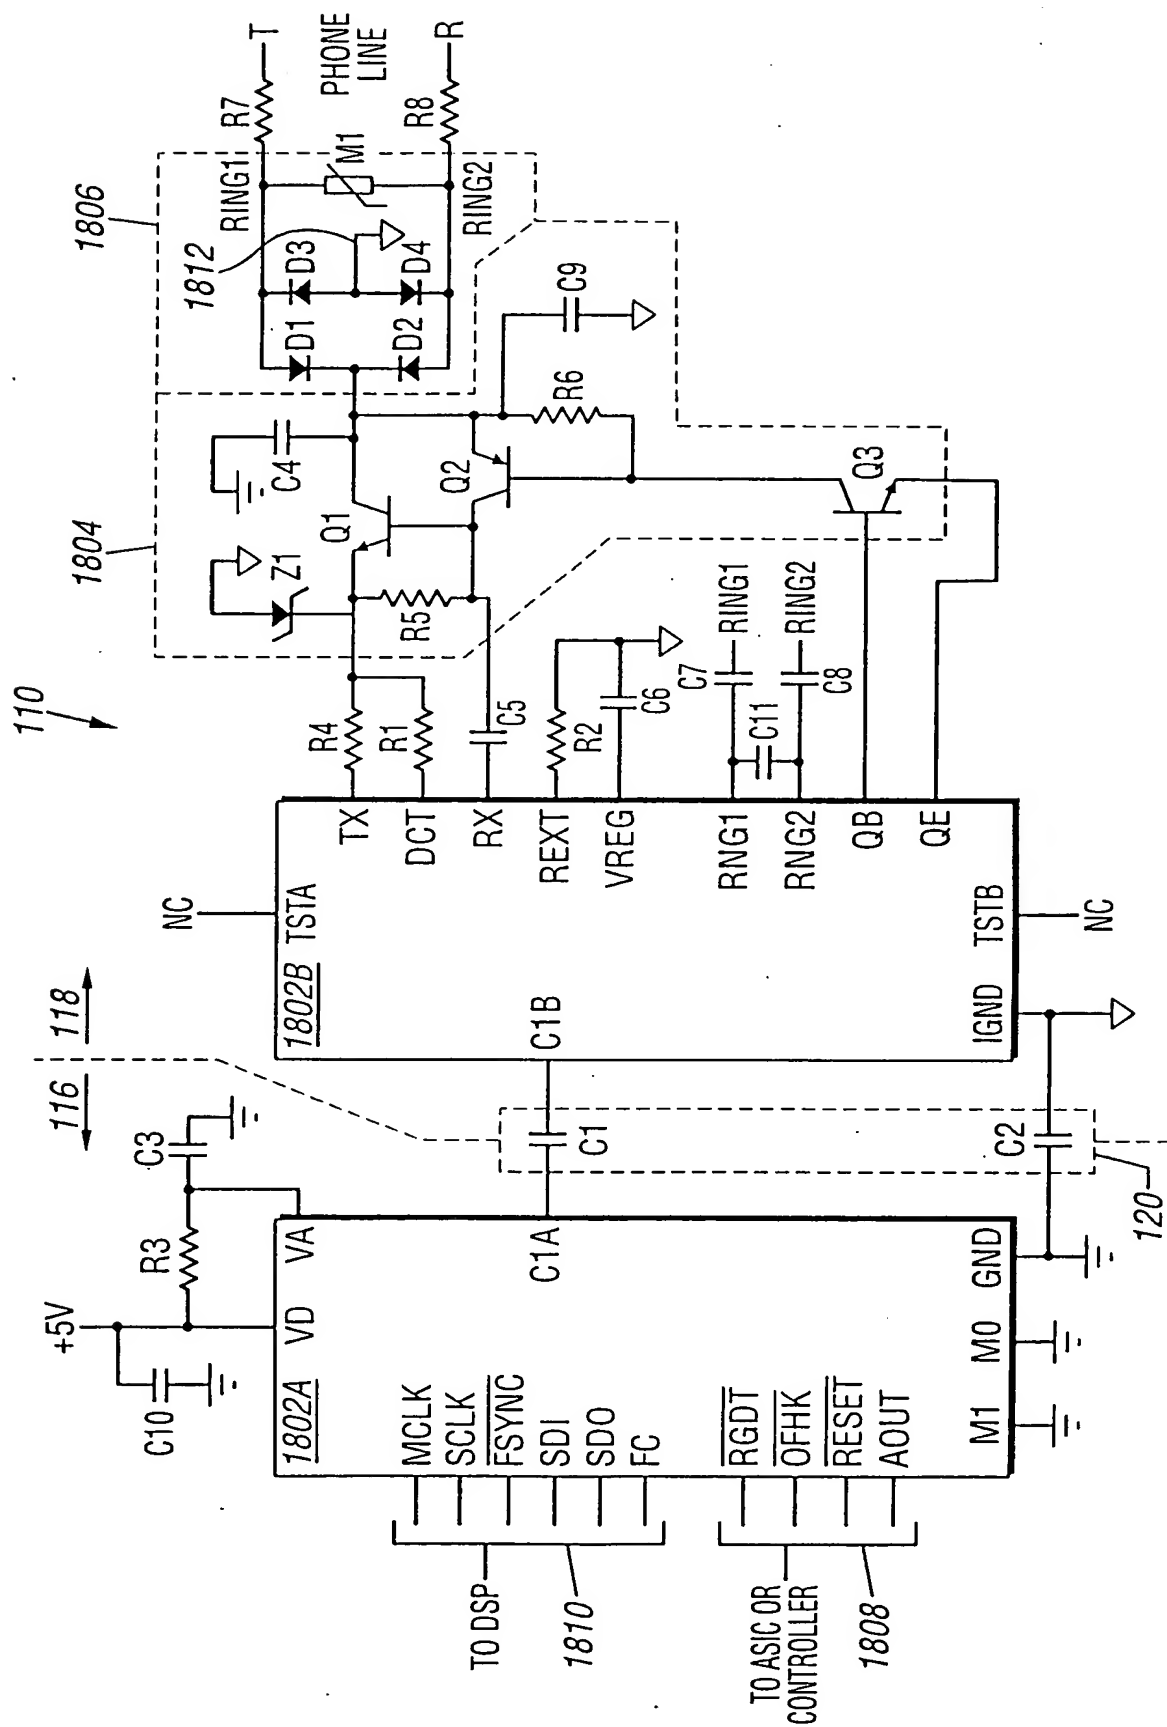 110
116
118
+5V
C10
R3
C3
1802A
VD
VA
MCLK
SCLK
FSYNC
SDI
SDO
FC
RGDT
OFHK
RESET
AOUT
M1
M0
GND
C1A
TO DSP
1810
TO ASIC OR
CONTROLLER
1808
C1
C2
120
NC
TSTA
1802B
C1B
IGND
TSTB
NC
TX
DCT
RX
REXT
VREG
RNG1
RNG2
QB
QE
R4
R1
C5
R2
C6
C7
RING1
C11
C8
RING2
1804
Z1
R5
Q1
C4
Q2
R6
C9
Q3
1806
1812
D1
D3
D2
D4
RING1
M1
RING2
R7
T
PHONE
LINE
R8
R